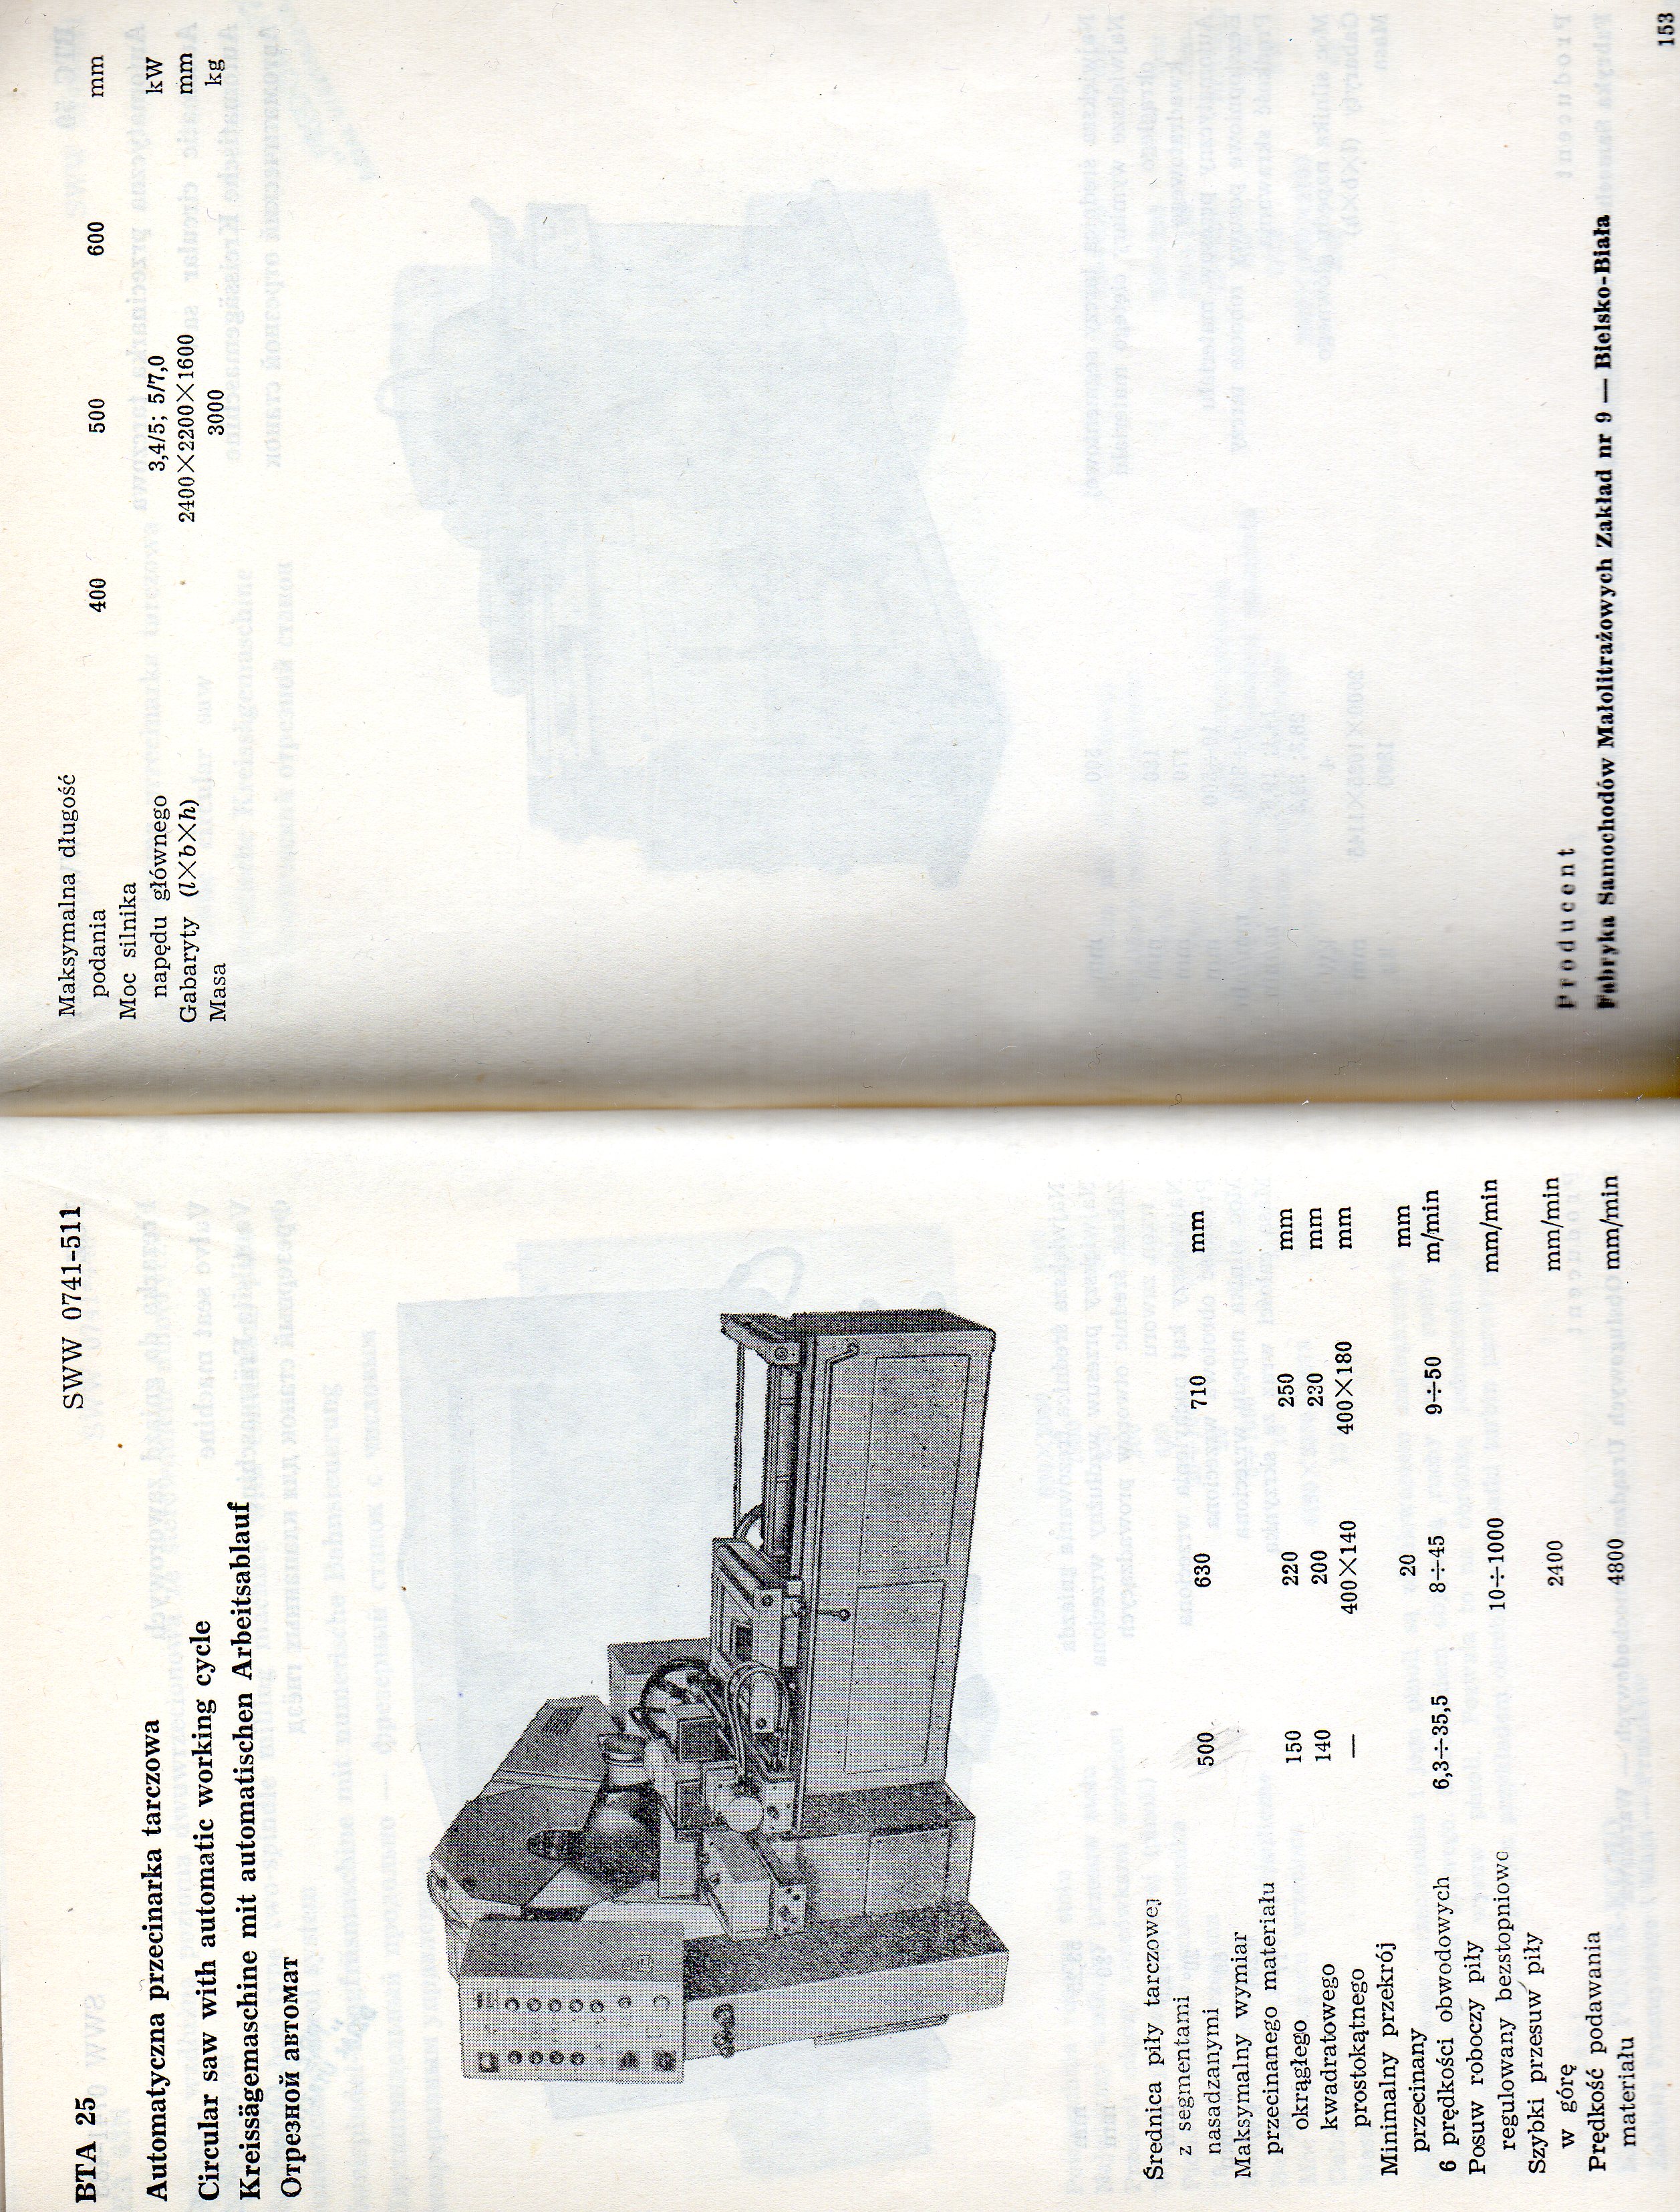 BTA 25 SWW 0741-511
Automatyczna przecinarka tarczowa
Circular saw with automatic working cycle
Kreissägemaschine mit automatischen Arbeitsablauf
Отрезной автомат
Średnica piły tarczowej
z segmentami
nasadzanymi 500 630 710 mm
Maksymalny wymiar
przecinanego materiału
okrągłego 150 220 250 mm
kwadratowego 140 200 230 mm
prostokątnego — 400×140 400×180 mm
Minimalny przekrój
przecinany 20 mm
6 prędkości obwodowych 6,3÷35,5 8÷45 9÷50 m/min
Posuw roboczy piły
regulowany bezstopniowo 10÷1000 mm/min
Szybki przesuw piły
w górę 2400 mm/min
Prędkość podawania
materiału 4800 mm/min
Maksymalna długość
podania 400 500 600 mm
Moc silnika
napędu głównego 3,4/5; 5/7,0 kW
Gabaryty (l×b×h) 2400×2200×1600 mm
Masa 3000 kg
Producent
Fabryka Samochodów Małolitrażowych Zakład nr 9 — Bielsko-Biała
153